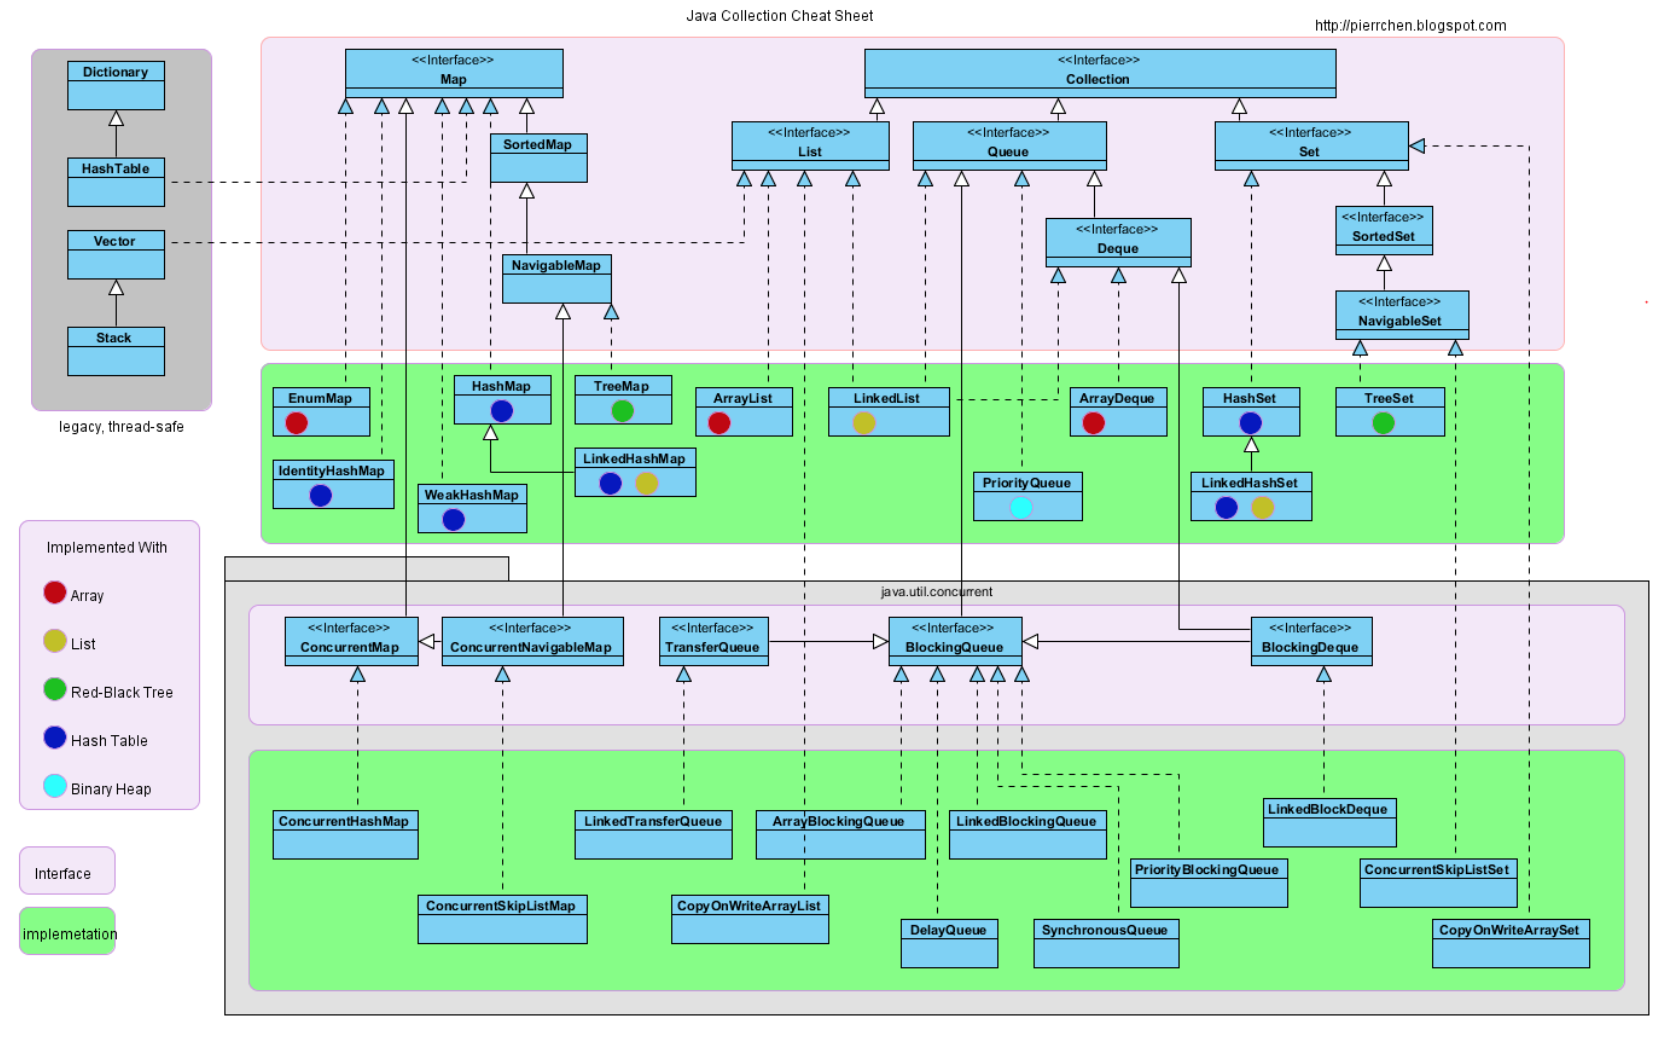 Java Collection Cheat Sheet
http://pierrchen.blogspot.com
Dictionary
HashTable
Vector
Stack
legacy, thread-safe
<<Interface>>
Map
SortedMap
NavigableMap
<<Interface>>
Collection
<<Interface>>
List
<<Interface>>
Queue
<<Interface>>
Set
<<Interface>>
Deque
<<Interface>>
SortedSet
<<Interface>>
NavigableSet
EnumMap
HashMap
TreeMap
ArrayList
LinkedList
ArrayDeque
HashSet
TreeSet
IdentityHashMap
WeakHashMap
LinkedHashMap
PriorityQueue
LinkedHashSet
Implemented With
Array
List
Red-Black Tree
Hash Table
Binary Heap
Interface
implemetation
java.util.concurrent
<<Interface>>
ConcurrentMap
<<Interface>>
ConcurrentNavigableMap
<<Interface>>
TransferQueue
<<Interface>>
BlockingQueue
<<Interface>>
BlockingDeque
ConcurrentHashMap
LinkedTransferQueue
ArrayBlockingQueue
LinkedBlockingQueue
LinkedBlockDeque
PriorityBlockingQueue
ConcurrentSkipListSet
ConcurrentSkipListMap
CopyOnWriteArrayList
DelayQueue
SynchronousQueue
CopyOnWriteArraySet